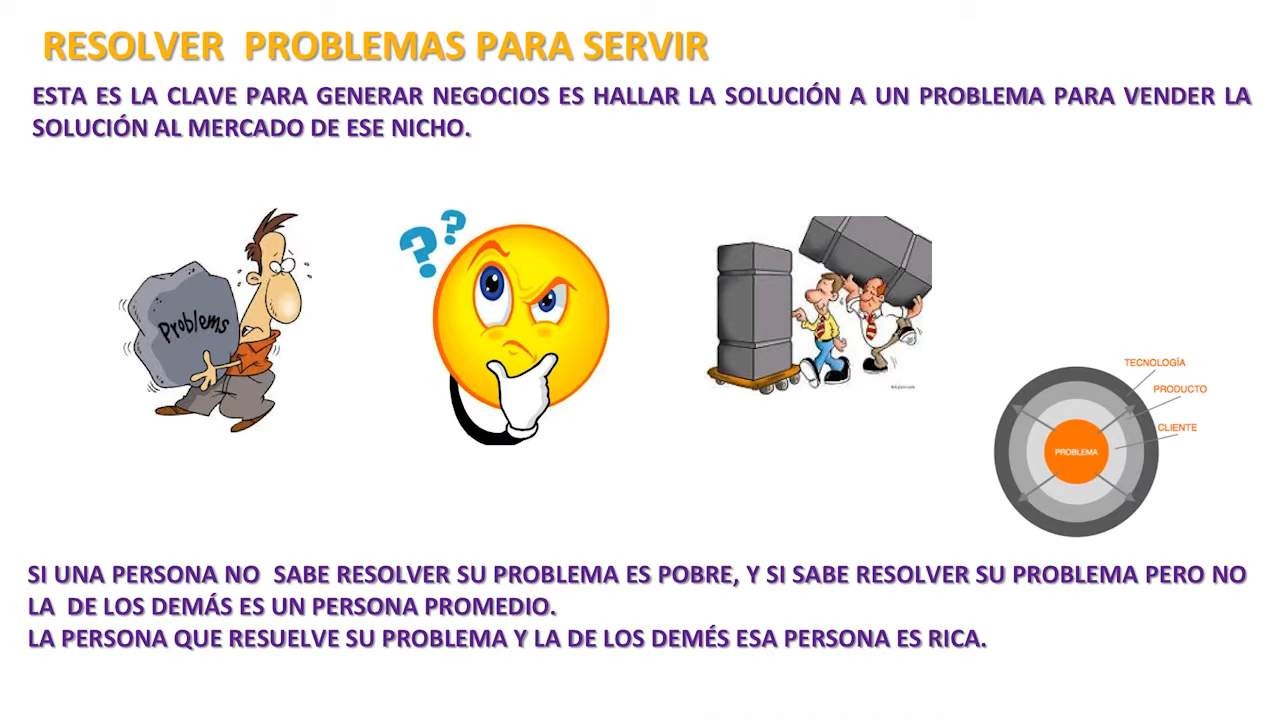 RESOLVER PROBLEMAS PARA SERVIR
ESTA ES LA CLAVE PARA GENERAR NEGOCIOS ES HALLAR LA SOLUCIÓN A UN PROBLEMA PARA VENDER LA
SOLUCIÓN AL MERCADO DE ESE NICHO.
Problems
? ?
TECNOLOGÍA
PRODUCTO
CLIENTE
PROBLEMA
SI UNA PERSONA NO SABE RESOLVER SU PROBLEMA ES POBRE, Y SI SABE RESOLVER SU PROBLEMA PERO NO
LA DE LOS DEMÁS ES UN PERSONA PROMEDIO.
LA PERSONA QUE RESUELVE SU PROBLEMA Y LA DE LOS DEMÉS ESA PERSONA ES RICA.